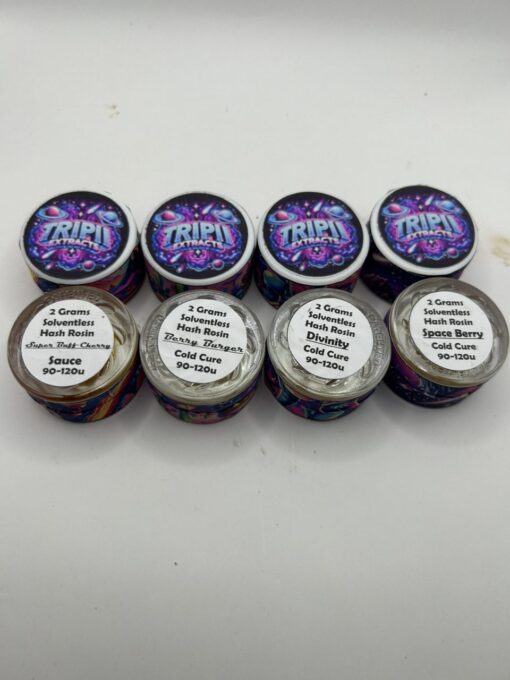 TRIPII
EXTRACTS
TRIPII
EXTRACTS
TRIPII
EXTRACTS
TRIPII
EXTRACTS
2 Grams
Solventless
Hash Rosin
Super Buff Cherry
Sauce
90-120u
2 Grams
Solventless
Hash Rosin
Berry Burger
Cold Cure
90-120u
2 Grams
Solventless
Hash Rosin
Divinity
Cold Cure
90-120u
2 Grams
Solventless
Hash Rosin
Space Berry
Cold Cure
90-120u